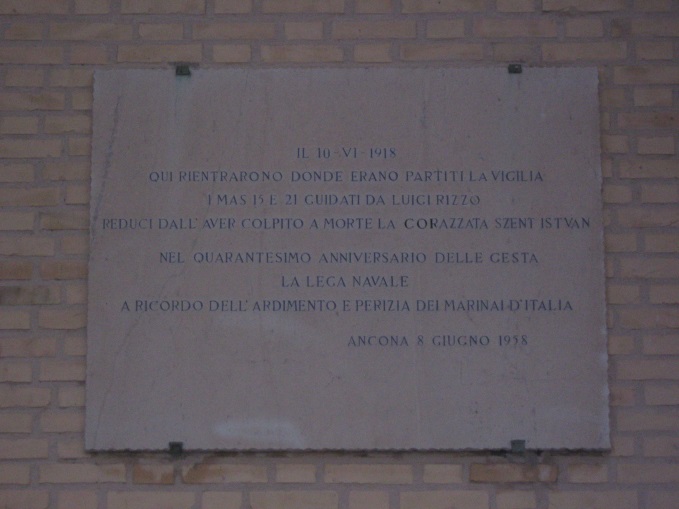 IL 10-VI-1918
QUI RIENTRARONO DONDE ERANO PARTITI LA VIGILIA
I MAS 15 E 21 GUIDATI DA LUIGI RIZZO
REDUCI DALL'AVER COLPITO A MORTE LA CORAZZATA SZENT ISTVAN
NEL QUARANTESIMO ANNIVERSARIO DELLE GESTA
LA LEGA NAVALE
A RICORDO DELL'ARDIMENTO E PERIZIA DEI MARINAI D'ITALIA
ANCONA 8 GIUGNO 1958